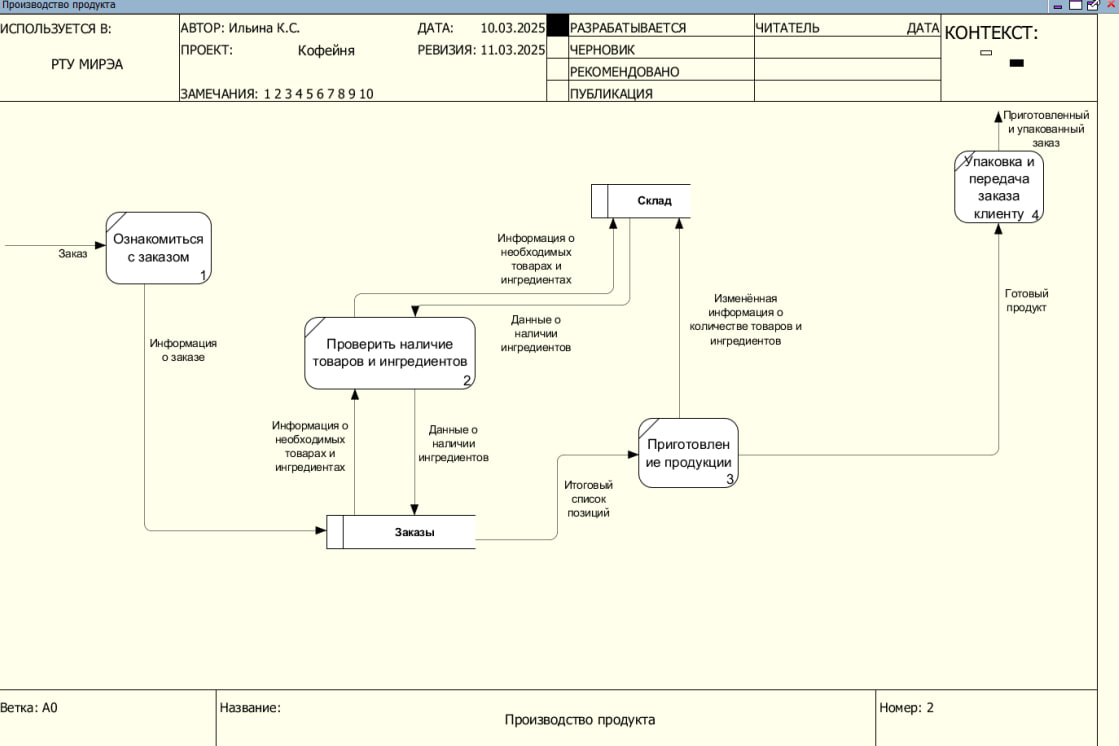 Производство продукта
ИСПОЛЬЗУЕТСЯ В:
РТУ МИРЭА
АВТОР: Ильина К.С.
ДАТА: 10.03.2025
ПРОЕКТ: Кофейня
РЕВИЗИЯ: 11.03.2025
ЗАМЕЧАНИЯ: 1 2 3 4 5 6 7 8 9 10
РАЗРАБАТЫВАЕТСЯ
ЧЕРНОВИК
РЕКОМЕНДОВАНО
ПУБЛИКАЦИЯ
ЧИТАТЕЛЬ
ДАТА
КОНТЕКСТ:
Приготовленный
и упакованный
заказ
Упаковка и
передача
заказа
клиенту 4
Склад
Заказ
Ознакомиться
с заказом
1
Информация о
необходимых
товарах и
ингредиентах
Готовый
продукт
Изменённая
информация о
количестве товаров и
ингредиентов
Данные о
наличии
ингредиентов
Информация
о заказе
Проверить наличие
товаров и ингредиентов
2
Информация о
необходимых
товарах и
ингредиентах
Данные о
наличии
ингредиентов
Приготовлен
ие продукции
3
Итоговый
список
позиций
Заказы
Ветка: A0
Название:
Производство продукта
Номер: 2